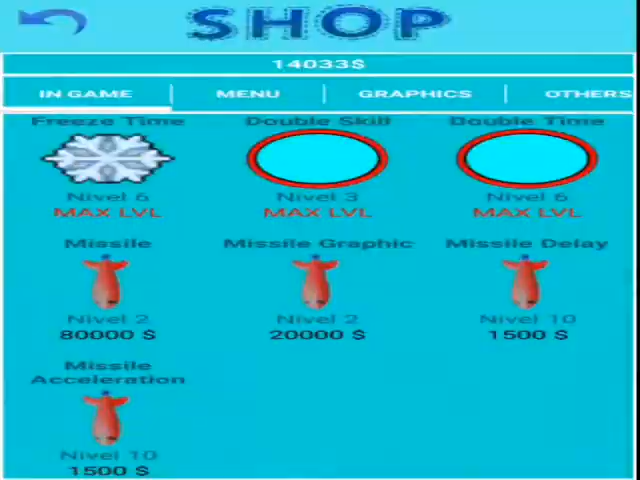 SHOP
14033$
IN GAME MENU GRAPHICS OTHERS
Freeze Time Double Skill Double Time
Nivel 6 Nivel 3 Nivel 6
MAX LVL MAX LVL MAX LVL
Missile Missile Graphic Missile Delay
Nivel 2 Nivel 2 Nivel 10
80000 $ 20000 $ 1500 $
Missile
Acceleration
Nivel 10
1500 $